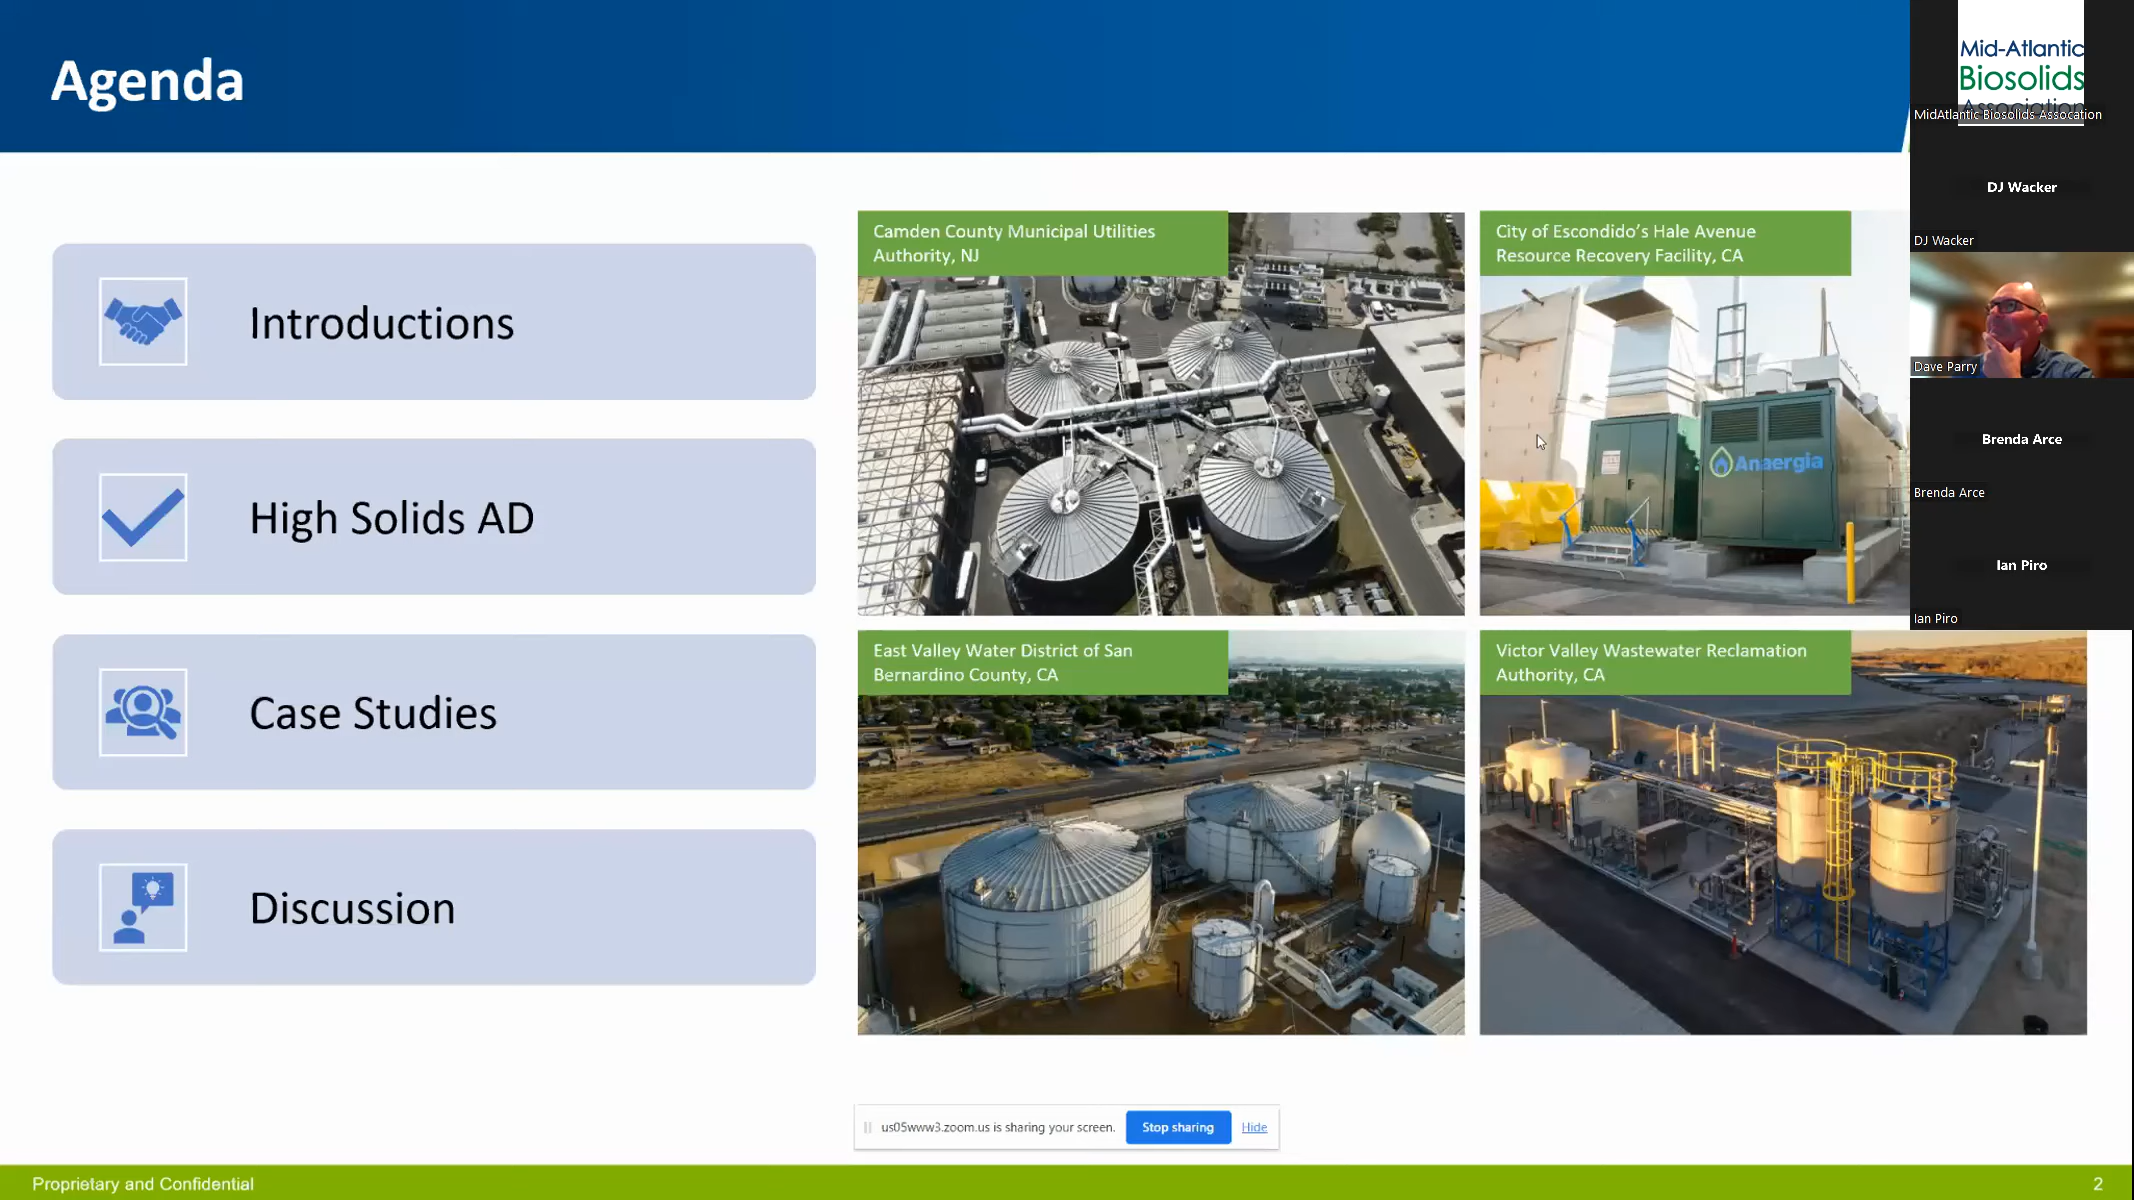 Agenda
Introductions
High Solids AD
Case Studies
Discussion
Camden County Municipal Utilities
Authority, NJ
City of Escondido's Hale Avenue
Resource Recovery Facility, CA
Anaergia
East Valley Water District of San
Bernardino County, CA
Victor Valley Wastewater Reclamation
Authority, CA
Mid-Atlantic
Biosolids
Association
MidAtlantic Biosolids Assocation
DJ Wacker
DJ Wacker
Dave Parry
Brenda Arce
Brenda Arce
Ian Piro
Ian Piro
us05www3.zoom.us is sharing your screen.
Stop sharing
Hide
Proprietary and Confidential
2